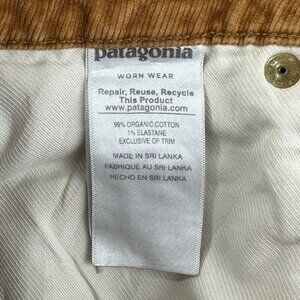 patagonia
WORN WEAR
Repair, Reuse, Recycle
This Product
www.patagonia.com
99% ORGANIC COTTON
1% ELASTANE
EXCLUSIVE OF TRIM
MADE IN SRI LANKA
FABRIQUÉ AU SRI LANKA
HECHO EN SRI LANKA